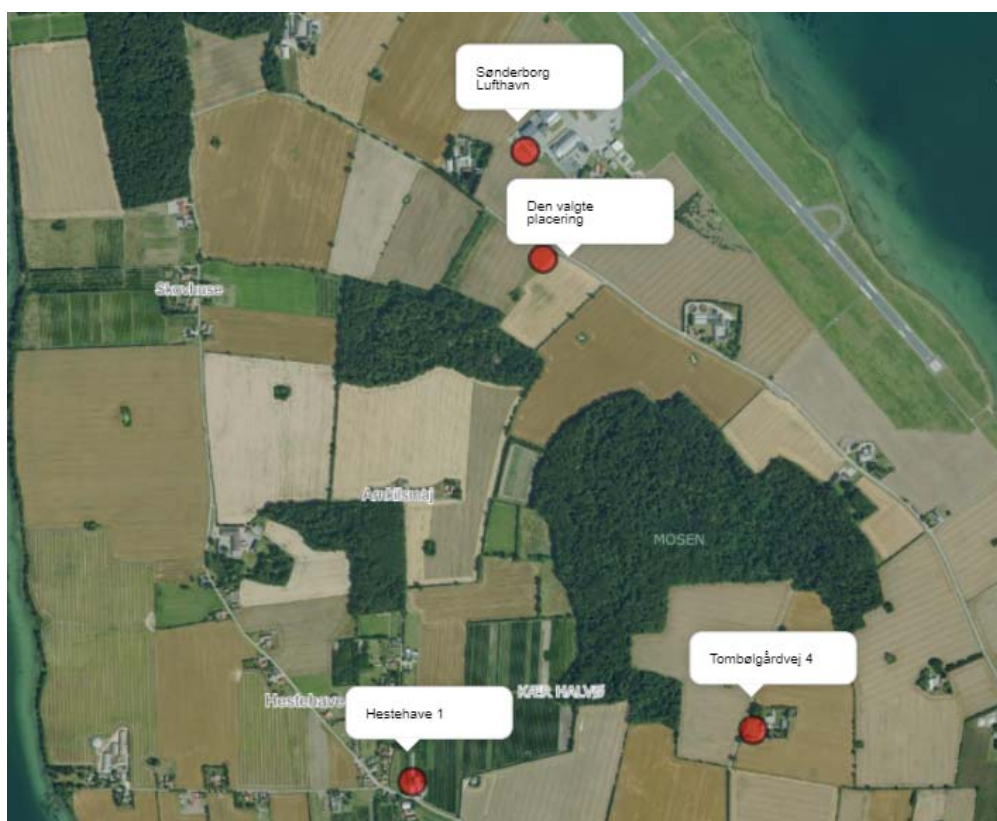 Sønderborg
Lufthavn
Den valgte
placering
Skovhuse
MOSEN
Tombølgårdvej 4
KÆR HALVØ
Hestehave
Hestehave 1